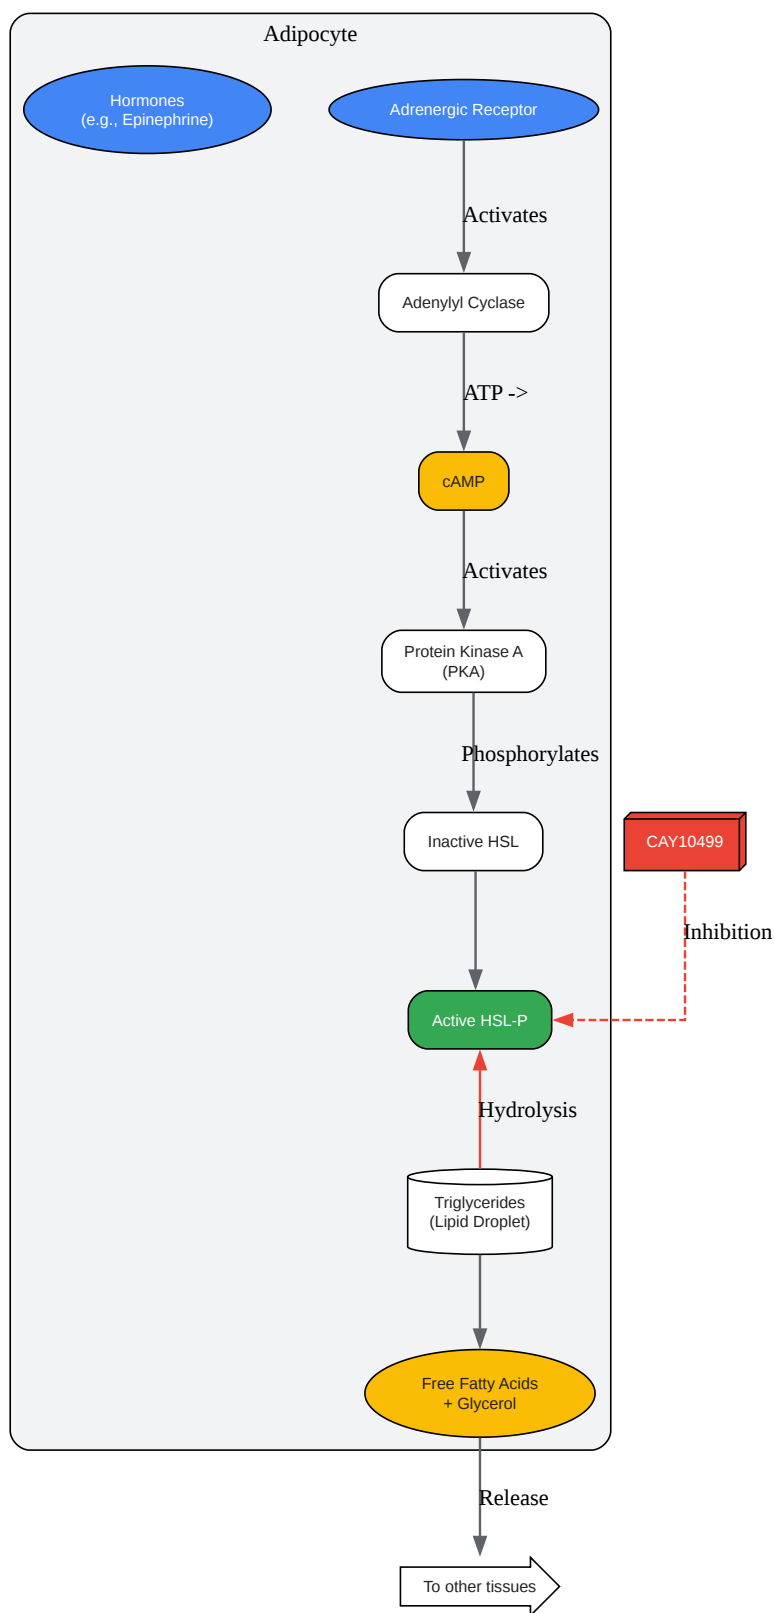 Adipocyte
Hormones
(e.g., Epinephrine)
Adrenergic Receptor
Activates
Adenylyl Cyclase
ATP ->
cAMP
Activates
Protein Kinase A
(PKA)
Phosphorylates
Inactive HSL
CAY10499
Inhibition
Active HSL-P
Hydrolysis
Triglycerides
(Lipid Droplet)
Free Fatty Acids
+ Glycerol
Release
To other tissues